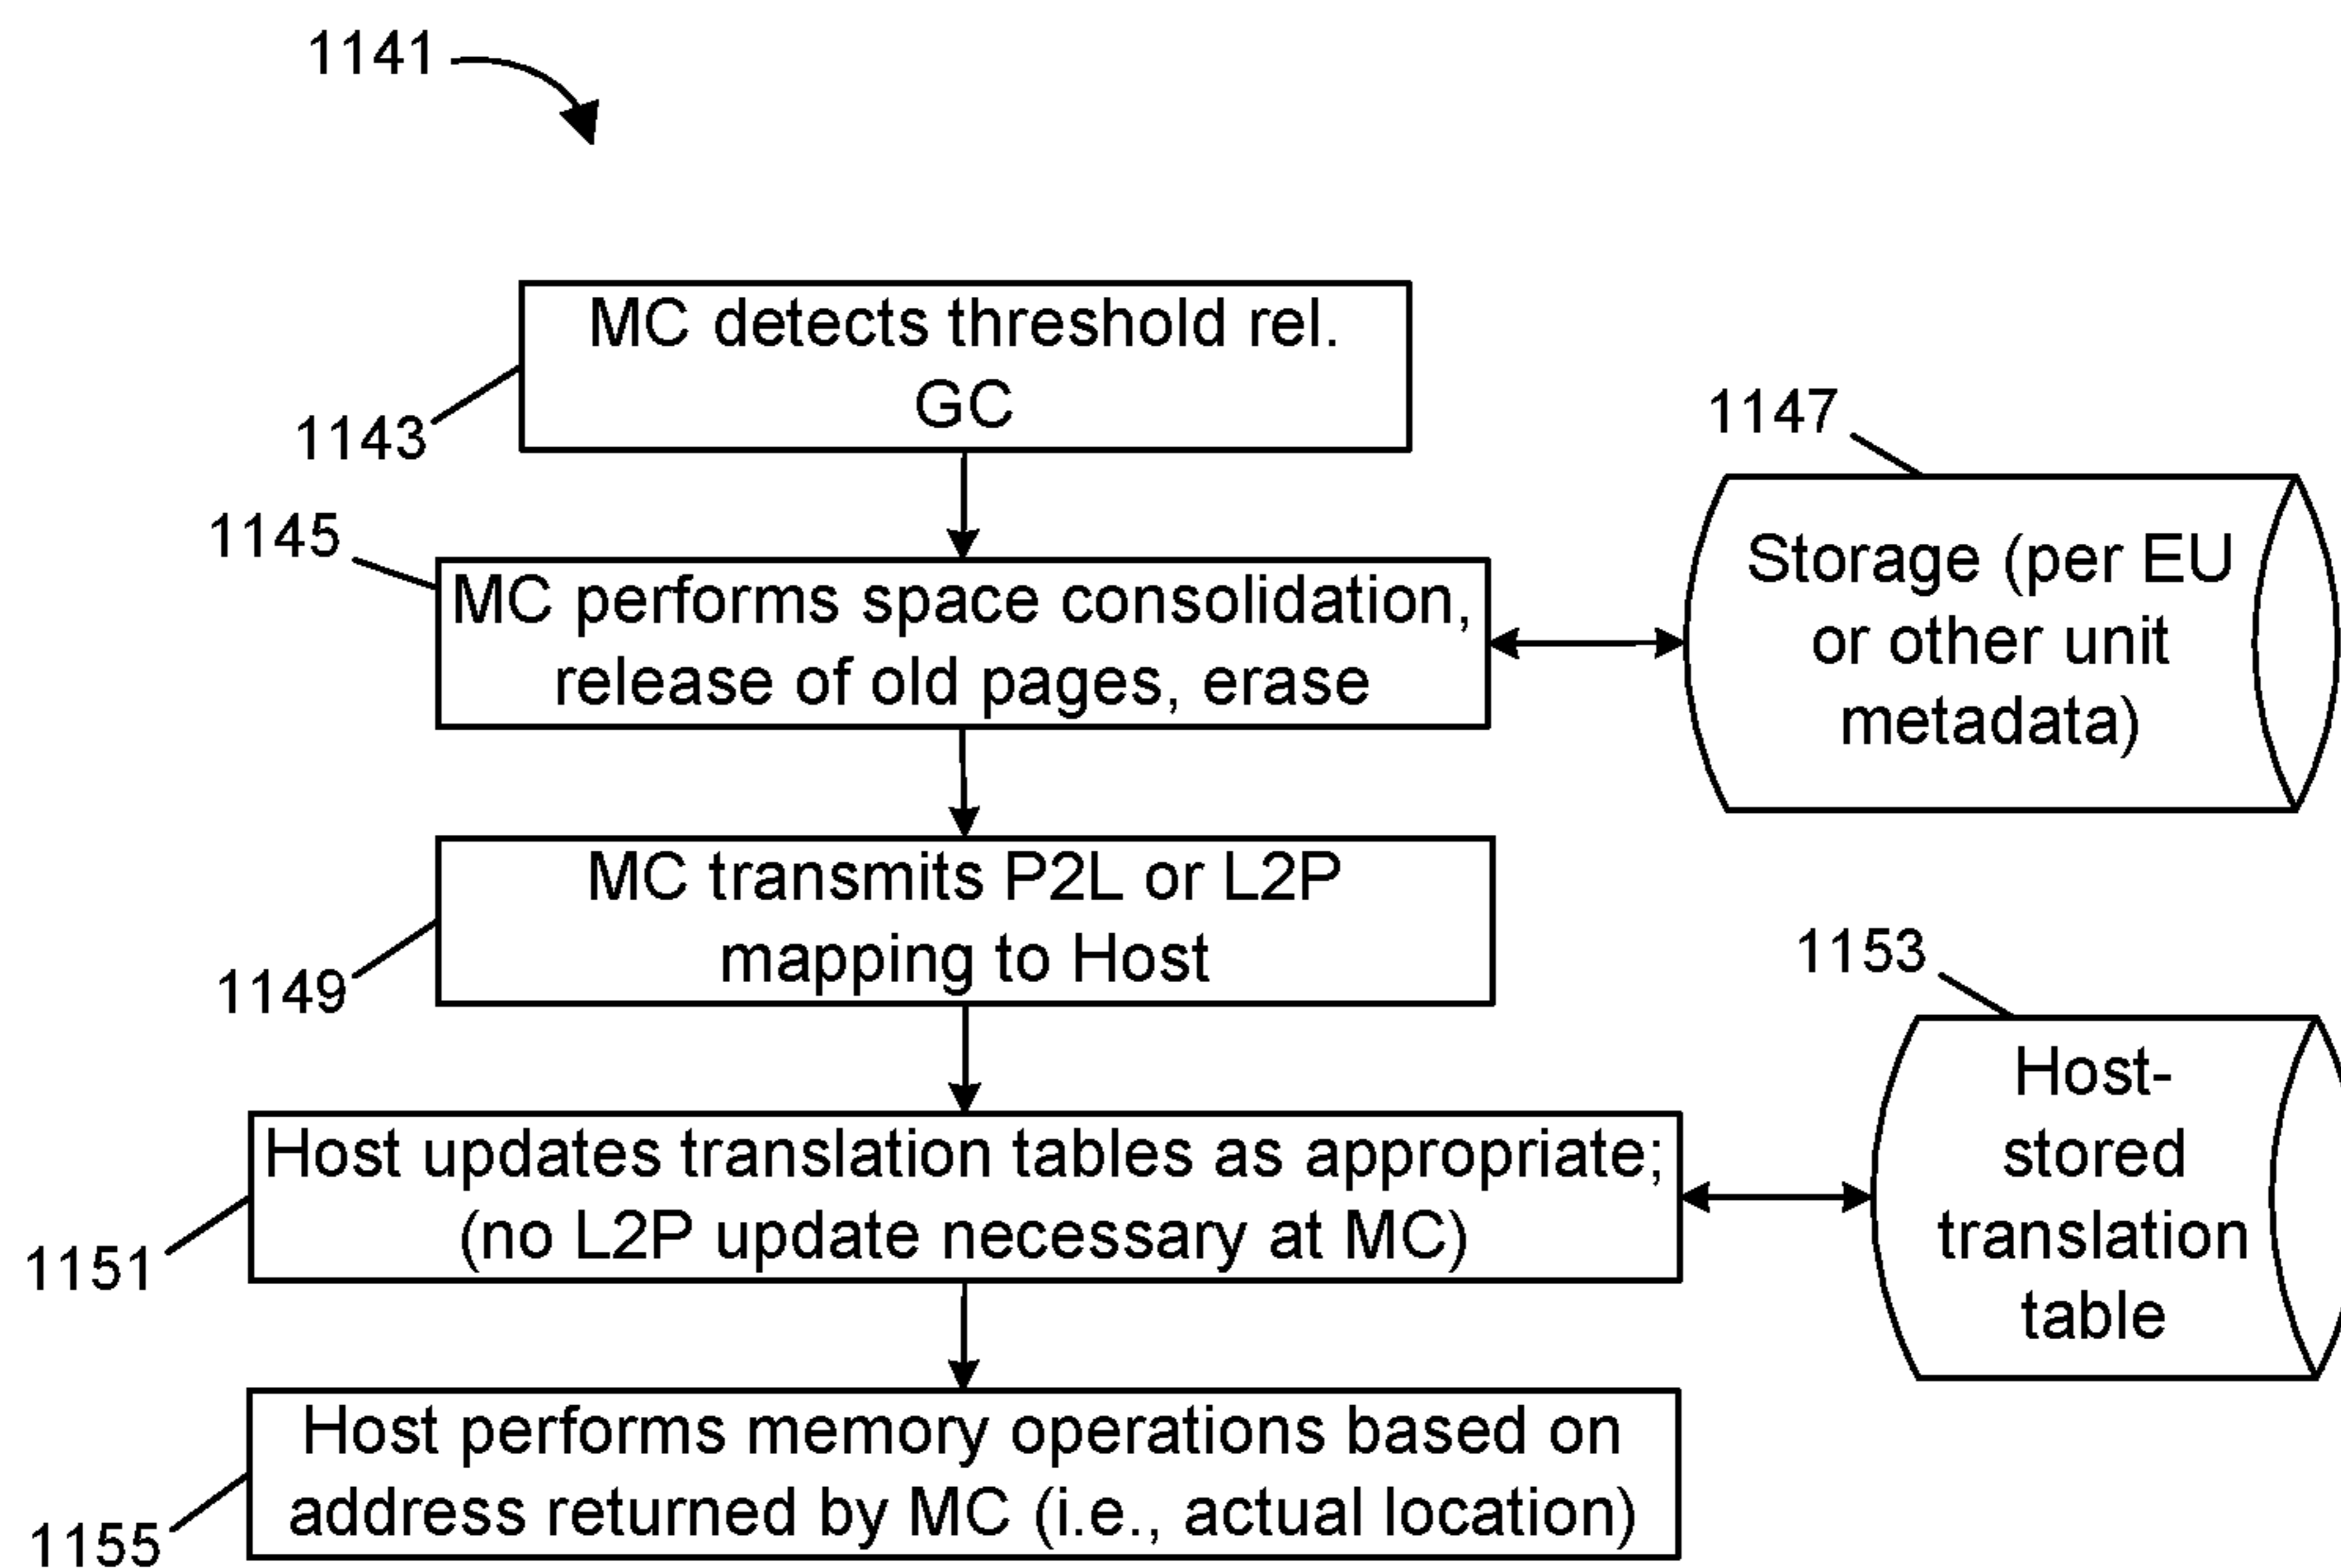 1141
MC detects threshold rel.
GC
1143
1147
1145
MC performs space consolidation,
release of old pages, erase
Storage (per EU
or other unit
metadata)
MC transmits P2L or L2P
mapping to Host
1149
1153
Host updates translation tables as appropriate;
(no L2P update necessary at MC)
1151
Host-
stored
translation
table
Host performs memory operations based on
address returned by MC (i.e., actual location)
1155